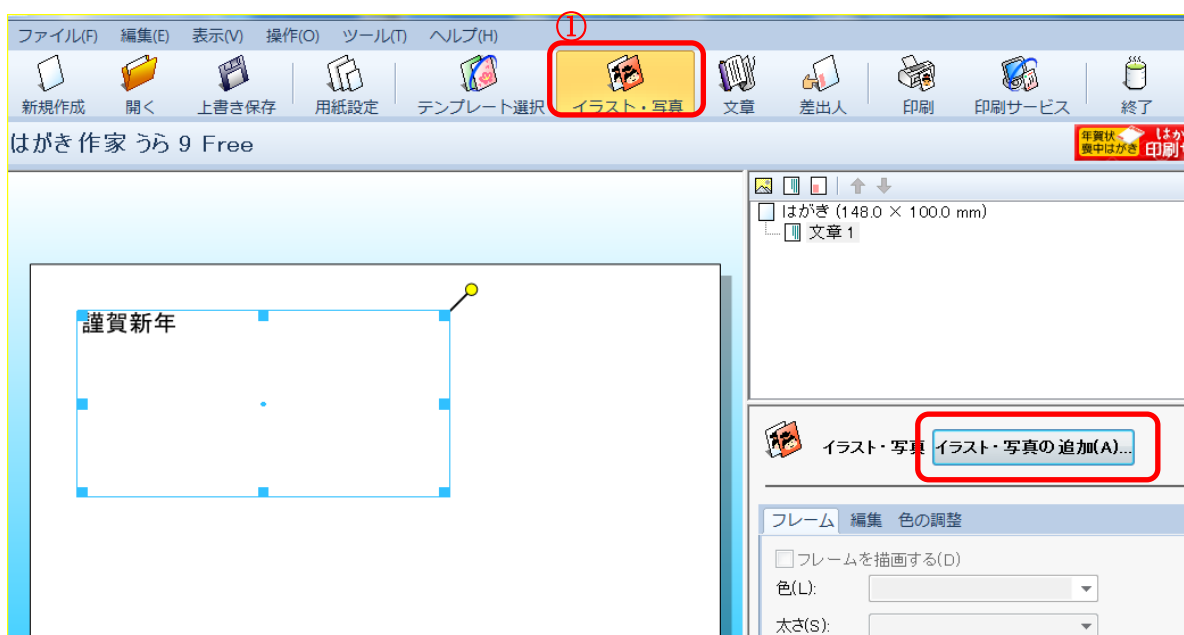 ①
ファイル(F) 編集(E) 表示(V) 操作(O) ツール(T) ヘルプ(H)
新規作成 開く 上書き保存 用紙設定 テンプレート選択 イラスト・写真 文章 差出人 印刷 印刷サービス 終了
はがき作家 うら 9 Free
年賀状
喪中はがき
はがき (148.0 × 100.0 mm)
文章 1
謹賀新年
イラスト・写真 イラスト・写真の追加(A)...
フレーム 編集 色の調整
フレームを描画する(D)
色(L):
太さ(S):